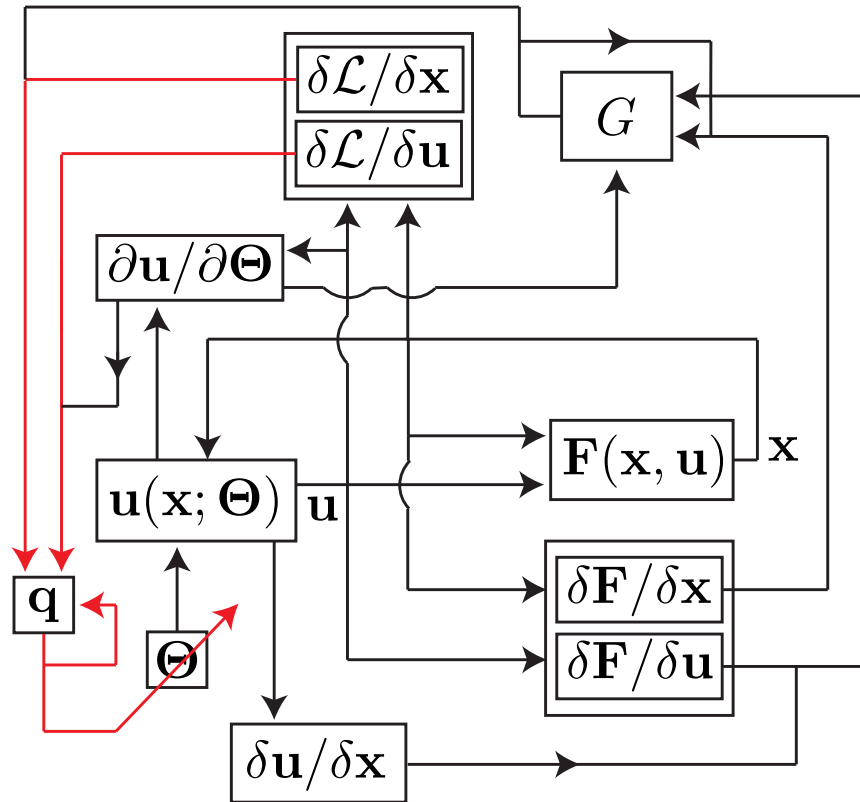 δℒ/δx
G
δℒ/δu
∂u/∂Θ
F(x, u)
x
u(x; Θ)
u
q
δF/δx
Θ
δF/δu
δu/δx